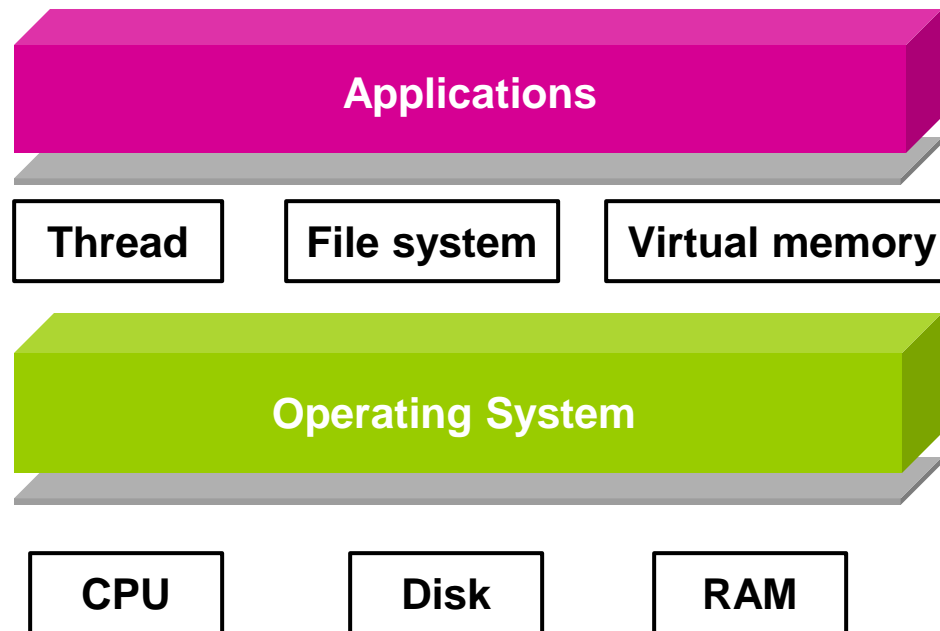 Applications
Thread File system Virtual memory
Operating System
CPU Disk RAM